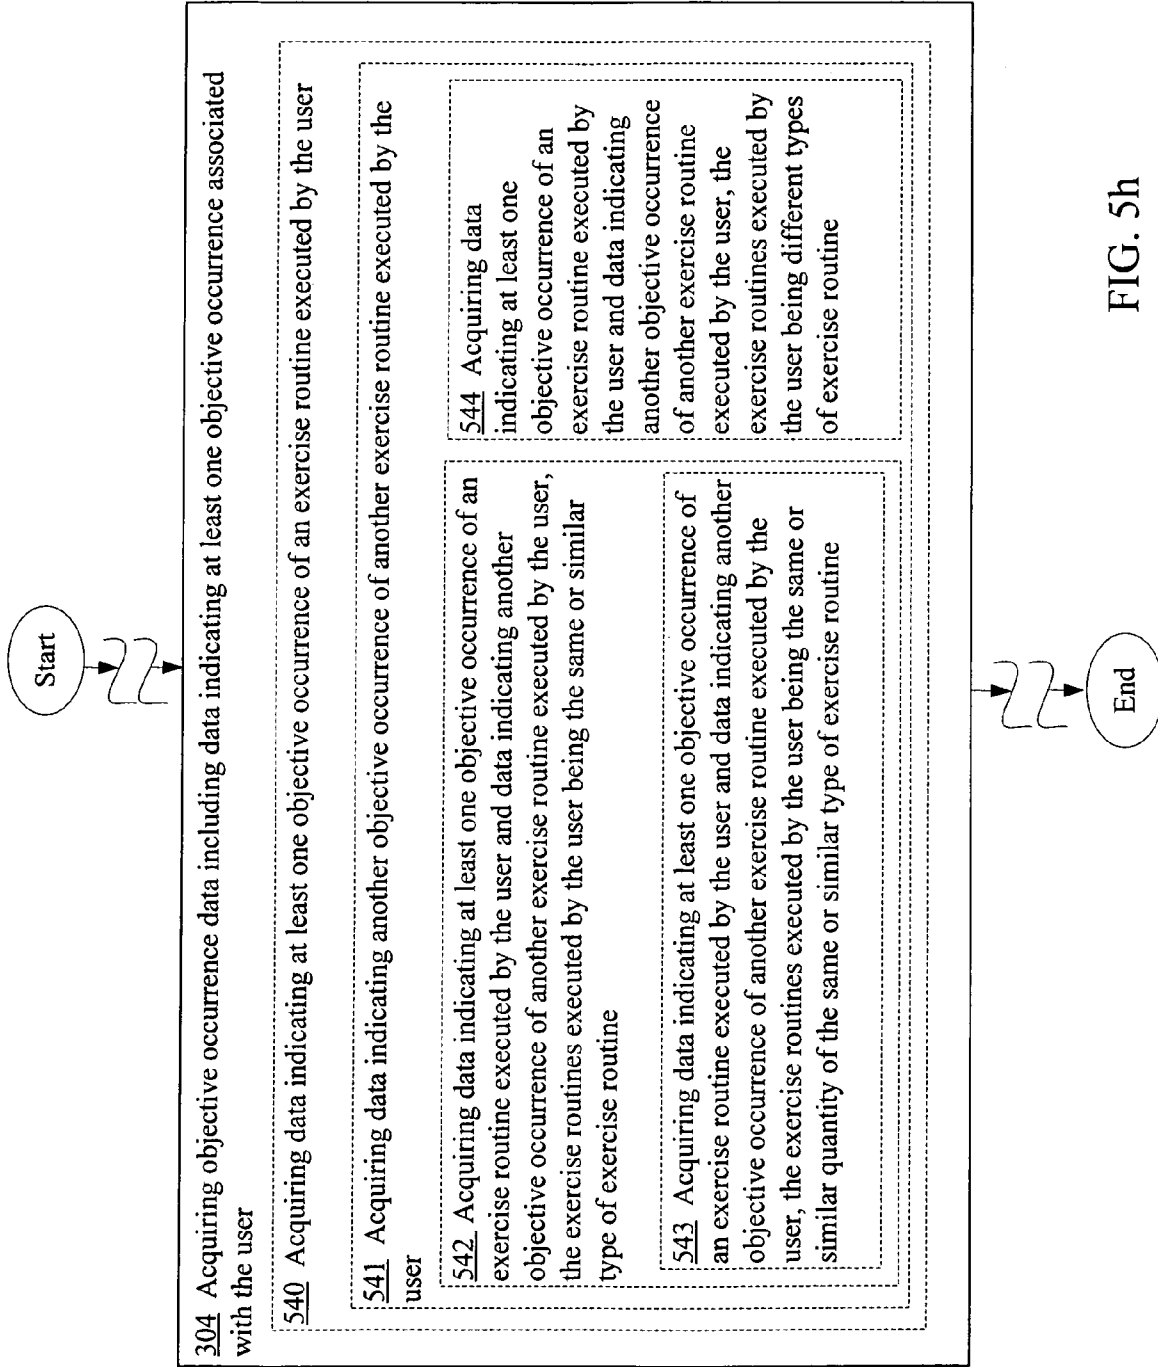 Start
304 Acquiring objective occurrence data including data indicating at least one objective occurrence associated
with the user
540 Acquiring data indicating at least one objective occurrence of an exercise routine executed by the user
541 Acquiring data indicating another objective occurrence of another exercise routine executed by the
user
542 Acquiring data indicating at least one objective occurrence of an
exercise routine executed by the user and data indicating another
objective occurrence of another exercise routine executed by the user,
the exercise routines executed by the user being the same or similar
type of exercise routine
543 Acquiring data indicating at least one objective occurrence of
an exercise routine executed by the user and data indicating another
objective occurrence of another exercise routine executed by the
user, the exercise routines executed by the user being the same or
similar quantity of the same or similar type of exercise routine
544 Acquiring data
indicating at least one
objective occurrence of an
exercise routine executed by
the user and data indicating
another objective occurrence
of another exercise routine
executed by the user, the
exercise routines executed by
the user being different types
of exercise routine
End
FIG. 5h